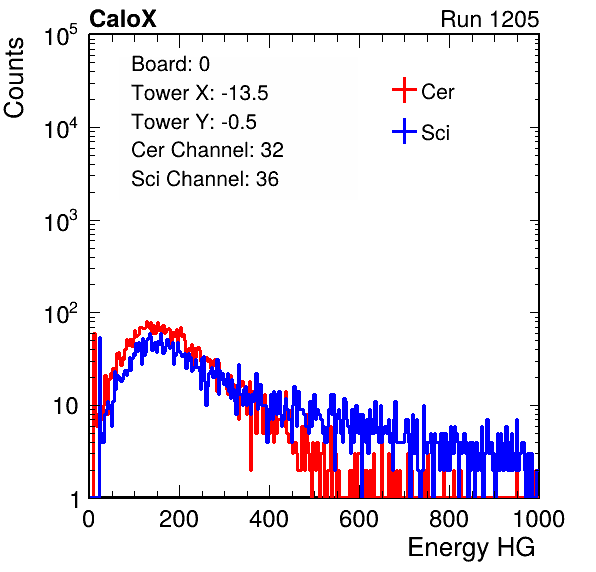 CaloX Run 1205
Counts
10^5
10^4
10^3
10^2
10
1
Board: 0
Tower X: -13.5
Tower Y: -0.5
Cer Channel: 32
Sci Channel: 36
Cer
Sci
0 200 400 600 800 1000
Energy HG